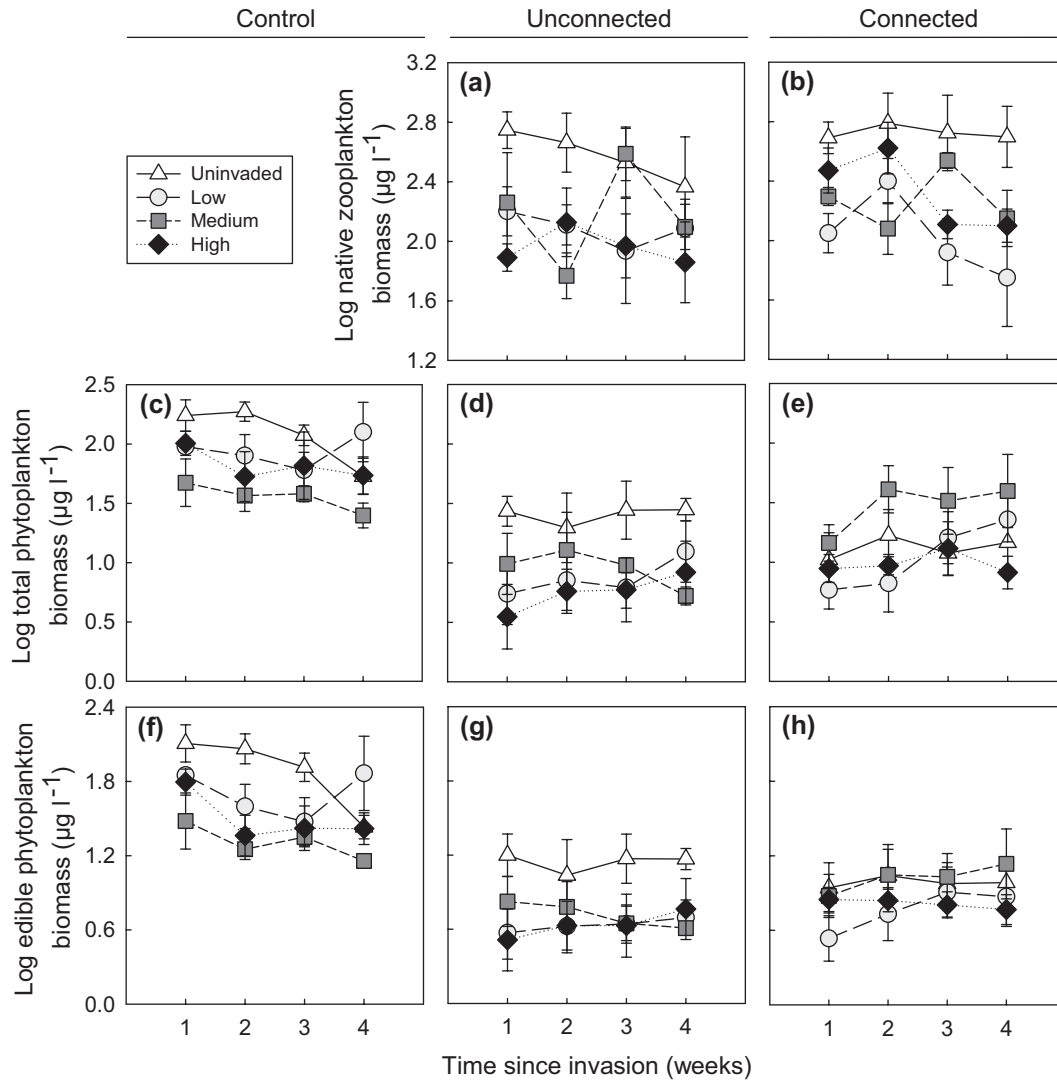 Control
Unconnected
Connected
Uninvaded
Low
Medium
High
Log native zooplankton
biomass (µg l⁻¹)
3.2
2.8
2.4
2.0
1.6
1.2
(a)
(b)
Log total phytoplankton
biomass (µg l⁻¹)
2.5
2.0
1.5
1.0
0.5
0.0
(c)
(d)
(e)
Log edible phytoplankton
biomass (µg l⁻¹)
2.4
1.8
1.2
0.6
0.0
(f)
(g)
(h)
1 2 3 4
1 2 3 4
1 2 3 4
Time since invasion (weeks)